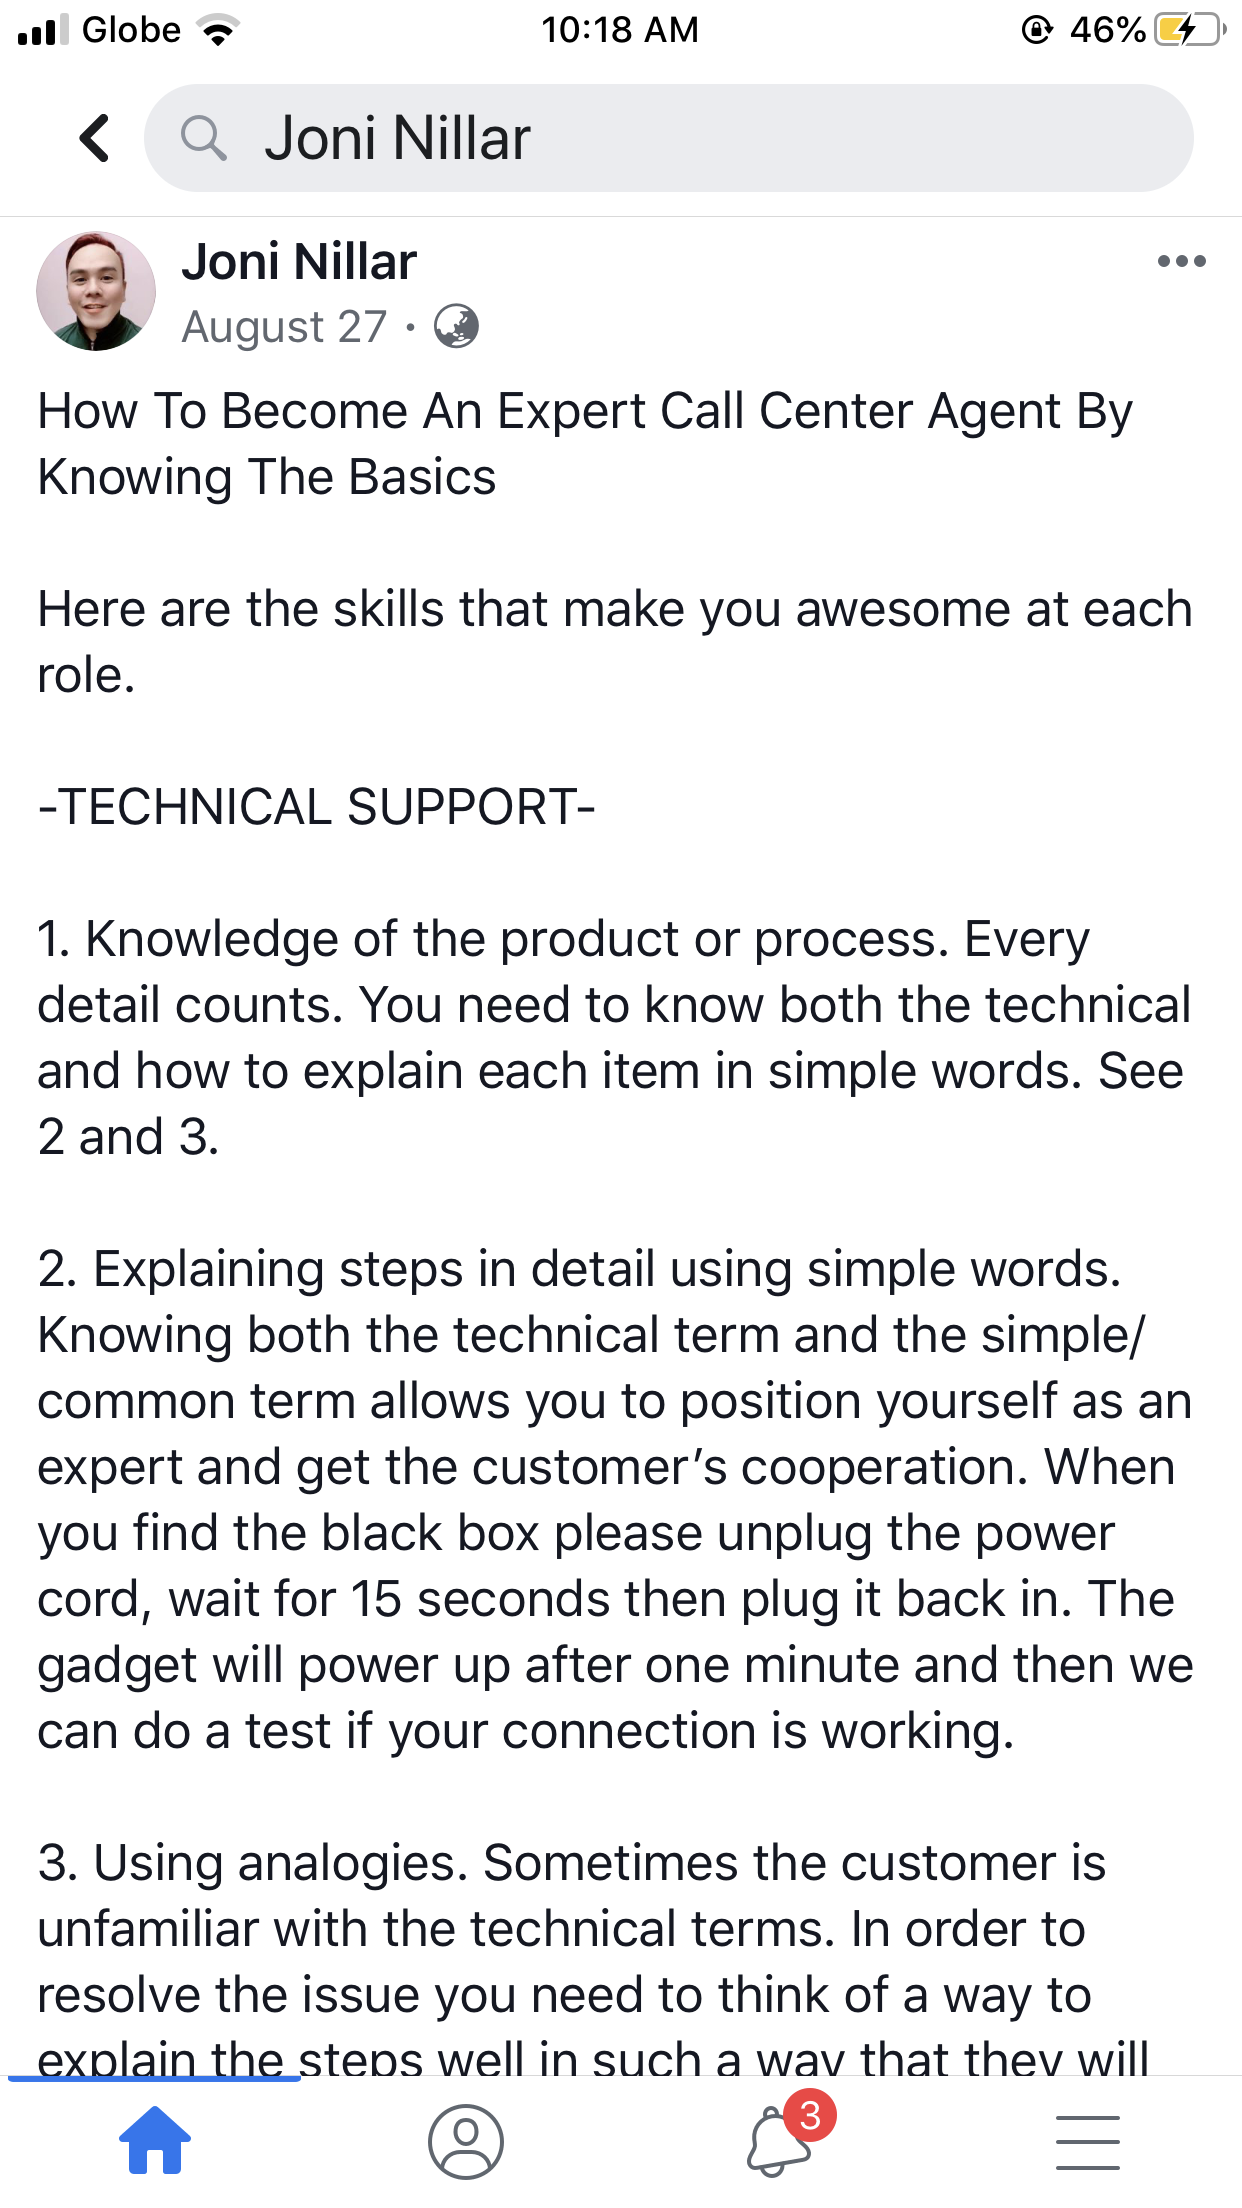 Globe
10:18 AM
46%
Joni Nillar
Joni Nillar
August 27 ·
How To Become An Expert Call Center Agent By
Knowing The Basics
Here are the skills that make you awesome at each
role.
-TECHNICAL SUPPORT-
1. Knowledge of the product or process. Every
detail counts. You need to know both the technical
and how to explain each item in simple words. See
2 and 3.
2. Explaining steps in detail using simple words.
Knowing both the technical term and the simple/
common term allows you to position yourself as an
expert and get the customer’s cooperation. When
you find the black box please unplug the power
cord, wait for 15 seconds then plug it back in. The
gadget will power up after one minute and then we
can do a test if your connection is working.
3. Using analogies. Sometimes the customer is
unfamiliar with the technical terms. In order to
resolve the issue you need to think of a way to
explain the steps well in such a way that they will
3